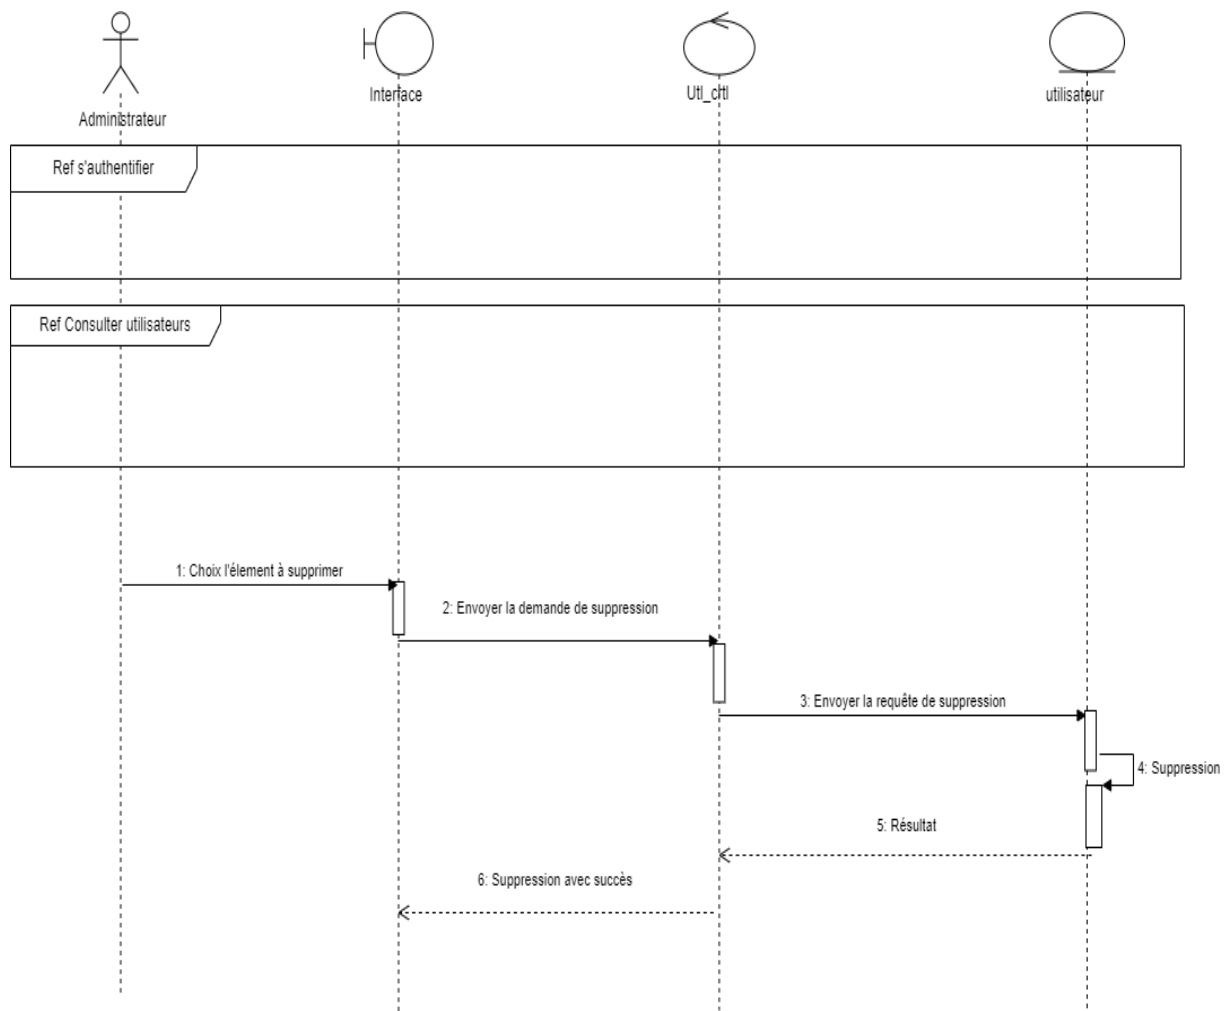 Administrateur
Interface
Utl_crtl
utilisateur
Ref s'authentifier
Ref Consulter utilisateurs
1: Choix l'élement à supprimer
2: Envoyer la demande de suppression
3: Envoyer la requête de suppression
4: Suppression
5: Résultat
6: Suppression avec succès